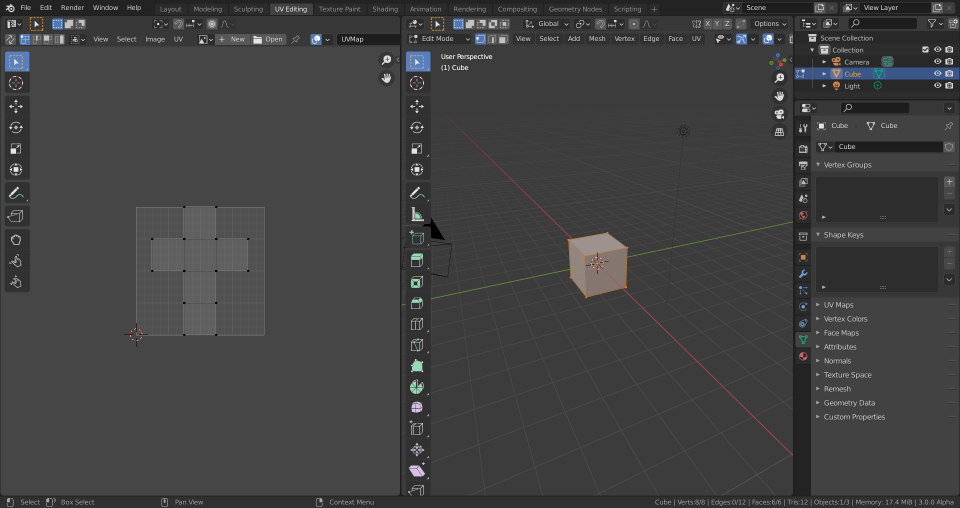 File Edit Render Window Help Layout Modeling Sculpting UV Editing Texture Paint Shading Animation Rendering Compositing Geometry Nodes Scripting Scene View Layer
Global Options
View Select Image UV New Open UVMap
Edit Mode View Select Add Mesh Vertex Edge Face UV
X Y Z
User Perspective
(1) Cube
Scene Collection
Collection
Camera
Cube
Light
Cube Cube
Cube
Vertex Groups
Shape Keys
UV Maps
Vertex Colors
Face Maps
Attributes
Normals
Texture Space
Remesh
Geometry Data
Custom Properties
Select Box Select Pan View Context Menu Cube | Verts:8/8 | Edges:0/12 | Faces:6/6 | Tris:12 | Objects:1/3 | Memory: 17.4 MiB | 3.0.0 Alpha